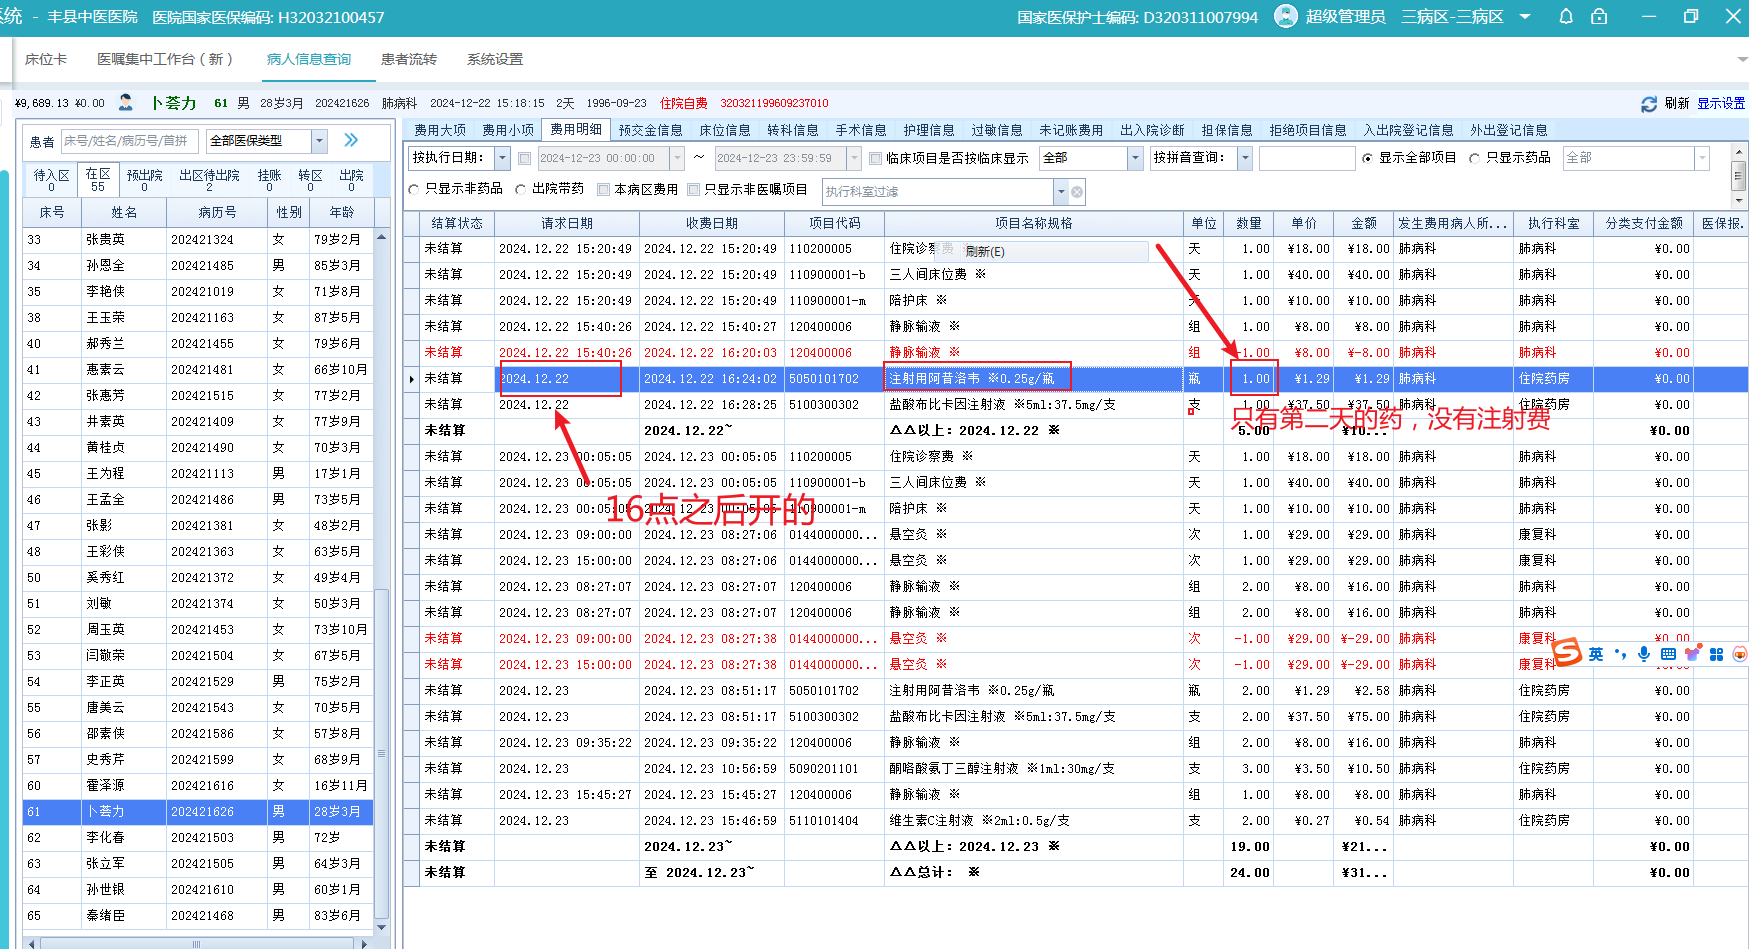 系统 - 丰县中医医院 医院国家医保编码: H32032100457 国家医保护士编码: D320311007994 超级管理员 三病区-三病区
床位卡 医嘱集中工作台（新） 病人信息查询 患者流转 系统设置
¥9,689.13 ¥0.00 卜荟力 61 男 28岁3月 202421626 肺病科 2024-12-22 15:18:15 2天 1996-09-23 住院自费 320321199609237010 刷新 显示设置
患者 床号/姓名/病历号/首拼 全部医保类型
待入区 0 在区 55 预出院 0 出区待出院 2 挂账 0 转区 0 出院 0
床号 姓名 病历号 性别 年龄
33 张贵英 202421324 女 79岁2月
34 孙恩全 202421485 男 85岁3月
35 李艳侠 202421019 女 71岁8月
38 王玉荣 202421163 女 87岁5月
40 郝秀兰 202421455 女 79岁6月
41 惠素云 202421481 女 66岁10月
42 张惠芳 202421515 女 77岁2月
43 井素英 202421409 女 77岁9月
44 黄桂贞 202421490 女 70岁3月
45 王为程 202421113 男 17岁1月
46 王孟全 202421486 男 73岁5月
47 张影 202421381 女 48岁2月
48 王彩侠 202421363 女 63岁5月
50 奚秀红 202421372 女 49岁4月
51 刘敏 202421374 女 50岁3月
52 周玉英 202421453 女 73岁10月
53 闫敬荣 202421504 女 67岁5月
54 李正英 202421529 男 75岁2月
55 唐美云 202421543 女 70岁5月
56 邵素侠 202421586 女 57岁8月
57 史秀芹 202421599 女 68岁9月
60 霍泽源 202421616 女 16岁11月
61 卜荟力 202421626 男 28岁3月
62 李化春 202421503 男 72岁
63 张立军 202421505 男 64岁3月
64 孙世银 202421610 男 60岁1月
65 秦绪臣 202421468 男 83岁6月
费用大项 费用小项 费用明细 预交金信息 床位信息 转科信息 手术信息 护理信息 过敏信息 未记账费用 出入院诊断 担保信息 拒绝项目信息 入出院登记信息 外出登记信息
按执行日期: 2024-12-23 00:00:00 ~ 2024-12-23 23:59:59 临床项目是否按临床显示 全部 按拼音查询: 显示全部项目 只显示药品 全部
只显示非药品 出院带药 本病区费用 只显示非医嘱项目 执行科室过滤
结算状态 请求日期 收费日期 项目代码 项目名称规格 单位 数量 单价 金额 发生费用病人所... 执行科室 分类支付金额 医保报.
未结算 2024.12.22 15:20:49 2024.12.22 15:20:49 110200005 住院诊察费 天 1.00 ¥18.00 ¥18.00 肺病科 肺病科 ¥0.00
刷新(E)
未结算 2024.12.22 15:20:49 2024.12.22 15:20:49 110900001-b 三人间床位费 ※ 天 1.00 ¥40.00 ¥40.00 肺病科 肺病科 ¥0.00
未结算 2024.12.22 15:20:49 2024.12.22 15:20:49 110900001-m 陪护床 ※ 天 1.00 ¥10.00 ¥10.00 肺病科 肺病科 ¥0.00
未结算 2024.12.22 15:40:26 2024.12.22 15:40:27 120400006 静脉输液 ※ 组 1.00 ¥8.00 ¥8.00 肺病科 肺病科 ¥0.00
未结算 2024.12.22 15:40:26 2024.12.22 16:20:03 120400006 静脉输液 ※ 组 -1.00 ¥8.00 ¥-8.00 肺病科 肺病科 ¥0.00
未结算 2024.12.22 2024.12.22 16:24:02 5050101702 注射用阿昔洛韦 ※0.25g/瓶 瓶 1.00 ¥1.29 ¥1.29 肺病科 住院药房 ¥0.00
未结算 2024.12.22 2024.12.22 16:28:25 5100300302 盐酸布比卡因注射液 ※5ml:37.5mg/支 支 1.00 ¥37.50 ¥37.50 肺病科 住院药房 ¥0.00
只有第二天的药，没有注射费
未结算 2024.12.22~ △△以上: 2024.12.22 ※ 5.00 ¥10... ¥0.00
未结算 2024.12.23 00:05:05 2024.12.23 00:05:05 110200005 住院诊察费 ※ 天 1.00 ¥18.00 ¥18.00 肺病科 肺病科 ¥0.00
未结算 2024.12.23 00:05:05 2024.12.23 00:05:05 110900001-b 三人间床位费 ※ 天 1.00 ¥40.00 ¥40.00 肺病科 肺病科 ¥0.00
未结算 2024.12.23 00:05:05 2024.12.23 00:05:05 110900001-m 陪护床 ※ 天 1.00 ¥10.00 ¥10.00 肺病科 肺病科 ¥0.00
16点之后开的
未结算 2024.12.23 09:00:00 2024.12.23 08:27:06 0144000000... 悬空灸 ※ 次 1.00 ¥29.00 ¥29.00 肺病科 康复科 ¥0.00
未结算 2024.12.23 15:00:00 2024.12.23 08:27:06 0144000000... 悬空灸 ※ 次 1.00 ¥29.00 ¥29.00 肺病科 康复科 ¥0.00
未结算 2024.12.23 08:27:07 2024.12.23 08:27:07 120400006 静脉输液 ※ 组 2.00 ¥8.00 ¥16.00 肺病科 肺病科 ¥0.00
未结算 2024.12.23 08:27:07 2024.12.23 08:27:07 120400006 静脉输液 ※ 组 2.00 ¥8.00 ¥16.00 肺病科 肺病科 ¥0.00
未结算 2024.12.23 09:00:00 2024.12.23 08:27:38 0144000000... 悬空灸 ※ 次 -1.00 ¥29.00 ¥-29.00 肺病科 康复科 ¥0.00
未结算 2024.12.23 15:00:00 2024.12.23 08:27:38 0144000000... 悬空灸 ※ 次 -1.00 ¥29.00 ¥-29.00 肺病科 康复科
英
未结算 2024.12.23 2024.12.23 08:51:17 5050101702 注射用阿昔洛韦 ※0.25g/瓶 瓶 2.00 ¥1.29 ¥2.58 肺病科 住院药房 ¥0.00
未结算 2024.12.23 2024.12.23 08:51:17 5100300302 盐酸布比卡因注射液 ※5ml:37.5mg/支 支 2.00 ¥37.50 ¥75.00 肺病科 住院药房 ¥0.00
未结算 2024.12.23 09:35:22 2024.12.23 09:35:22 120400006 静脉输液 ※ 组 2.00 ¥8.00 ¥16.00 肺病科 肺病科 ¥0.00
未结算 2024.12.23 2024.12.23 10:56:59 5090201101 酮咯酸氨丁三醇注射液 ※1ml:30mg/支 支 3.00 ¥3.50 ¥10.50 肺病科 住院药房 ¥0.00
未结算 2024.12.23 15:45:27 2024.12.23 15:45:27 120400006 静脉输液 ※ 组 1.00 ¥8.00 ¥8.00 肺病科 肺病科 ¥0.00
未结算 2024.12.23 2024.12.23 15:46:59 5110101404 维生素C注射液 ※2ml:0.5g/支 支 2.00 ¥0.27 ¥0.54 肺病科 住院药房 ¥0.00
未结算 2024.12.23~ △△以上: 2024.12.23 ※ 19.00 ¥21... ¥0.00
未结算 至 2024.12.23~ △△总计: ※ 24.00 ¥31... ¥0.00